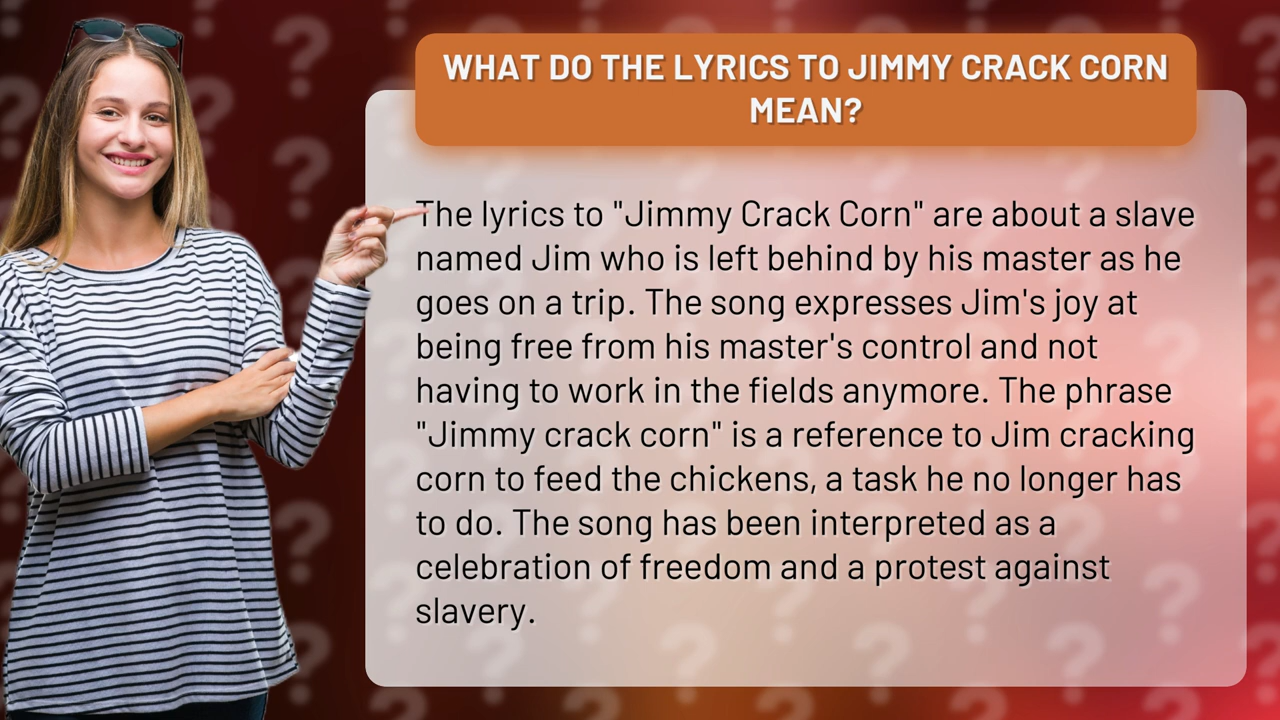 WHAT DO THE LYRICS TO JIMMY CRACK CORN
MEAN?
The lyrics to "Jimmy Crack Corn" are about a slave
named Jim who is left behind by his master as he
goes on a trip. The song expresses Jim's joy at
being free from his master's control and not
having to work in the fields anymore. The phrase
"Jimmy crack corn" is a reference to Jim cracking
corn to feed the chickens, a task he no longer has
to do. The song has been interpreted as a
celebration of freedom and a protest against
slavery.